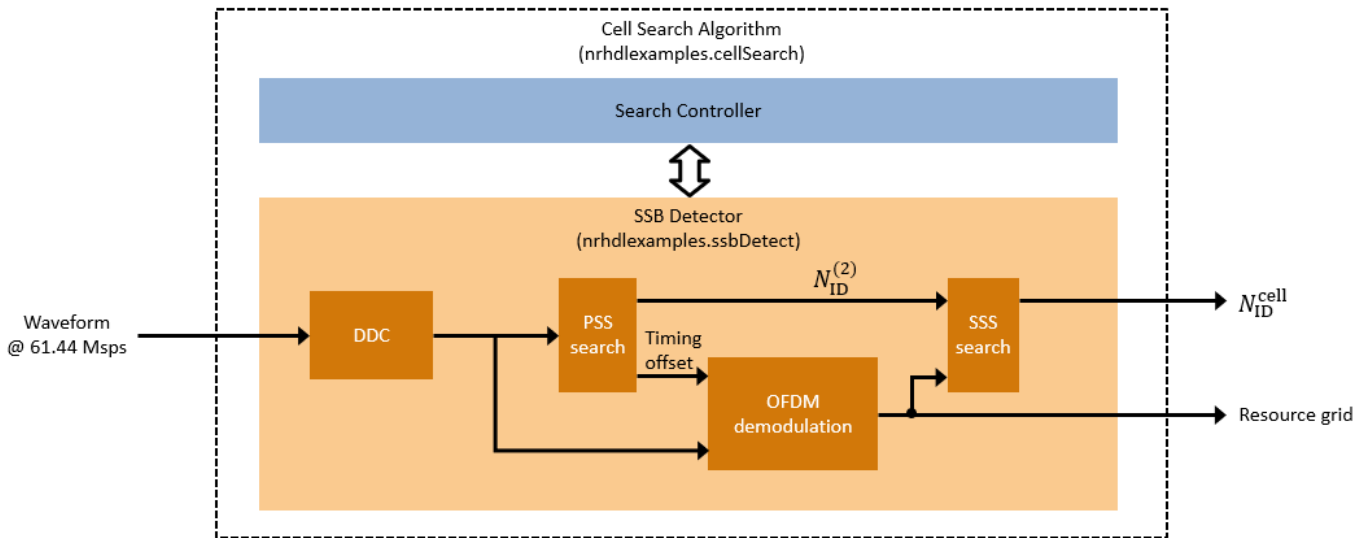 Cell Search Algorithm
(nrhdlexamples.cellSearch)
Search Controller
SSB Detector
(nrhdlexamples.ssbDetect)
Waveform
@ 61.44 Msps
DDC
PSS
search
N_ID^(2)
Timing
offset
OFDM
demodulation
SSS
search
N_ID^cell
Resource grid